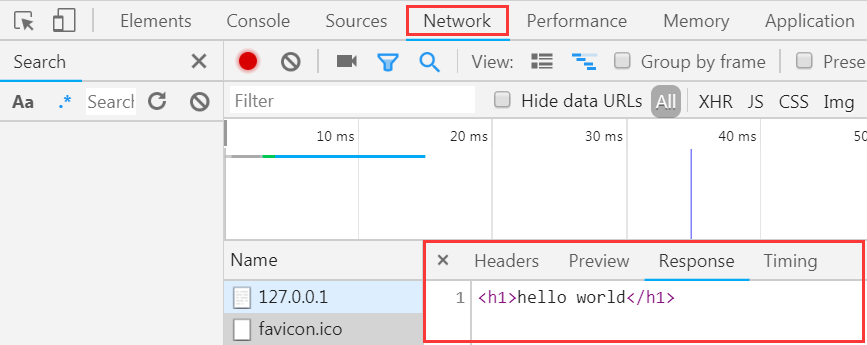 Elements Console Sources Network Performance Memory Application
Search
View: Group by frame Prese
Aa .* Search
Filter Hide data URLs All XHR JS CSS Img
10 ms 20 ms 30 ms 40 ms 50
Name
Headers Preview Response Timing
127.0.0.1
1 <h1>hello world</h1>
favicon.ico